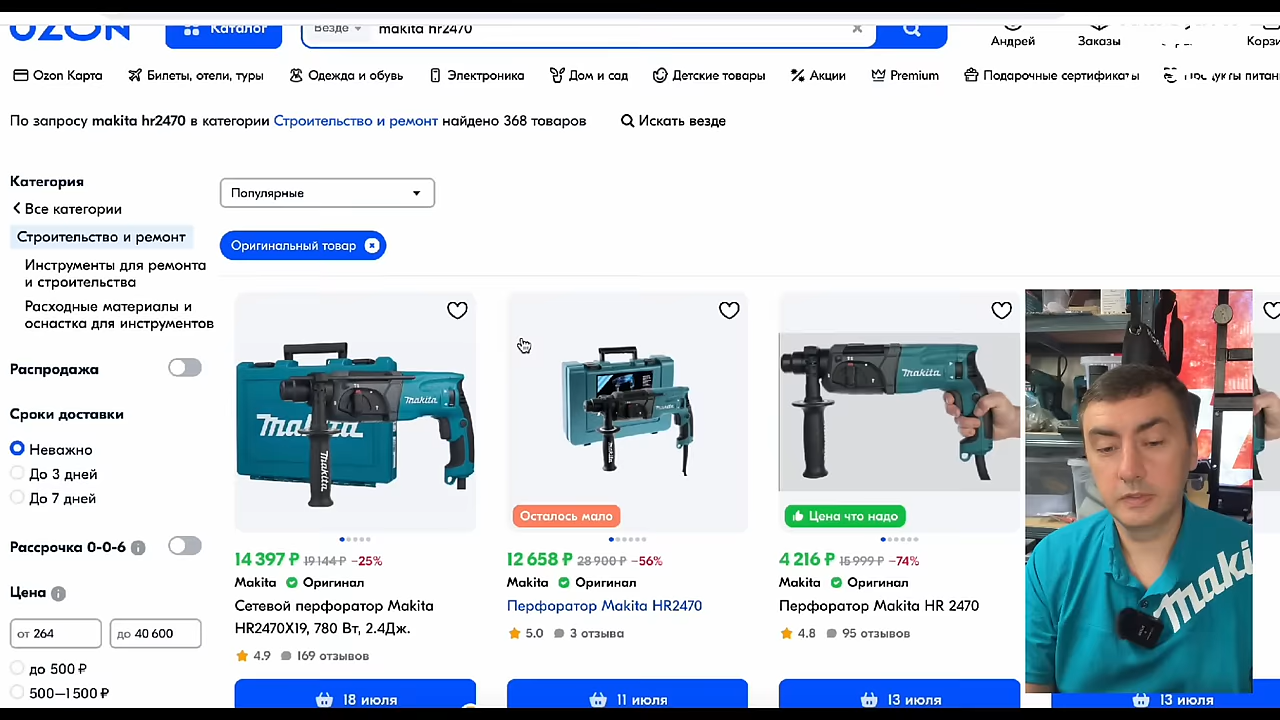 OZON
Каталог
Везде
makita hr2470
Андрей
Заказы
Ozon Карта
Билеты, отели, туры
Одежда и обувь
Электроника
Дом и сад
Детские товары
Акции
Premium
Подарочные сертификаты
По запросу makita hr2470 в категории Строительство и ремонт найдено 368 товаров
Искать везде
Категория
Все категории
Строительство и ремонт
Инструменты для ремонта
и строительства
Расходные материалы и
оснастка для инструментов
Распродажа
Сроки доставки
Неважно
До 3 дней
До 7 дней
Рассрочка 0-0-6
Цена
от 264
до 40 600
до 500 ₽
500–1 500 ₽
Популярные
Оригинальный товар
Makita
Makita
Makita
14 397 ₽ 19 144 ₽ −25%
Makita Оригинал
Сетевой перфоратор Makita
HR2470X19, 780 Вт, 2.4Дж.
4.9 169 отзывов
18 июля
Осталось мало
12 658 ₽ 28 900 ₽ −56%
Makita Оригинал
Перфоратор Makita HR2470
5.0 3 отзыва
11 июля
Makita
Цена что надо
4 216 ₽ 15 999 ₽ −74%
Makita Оригинал
Перфоратор Makita HR 2470
4.8 95 отзывов
13 июля
Maki
13 июля